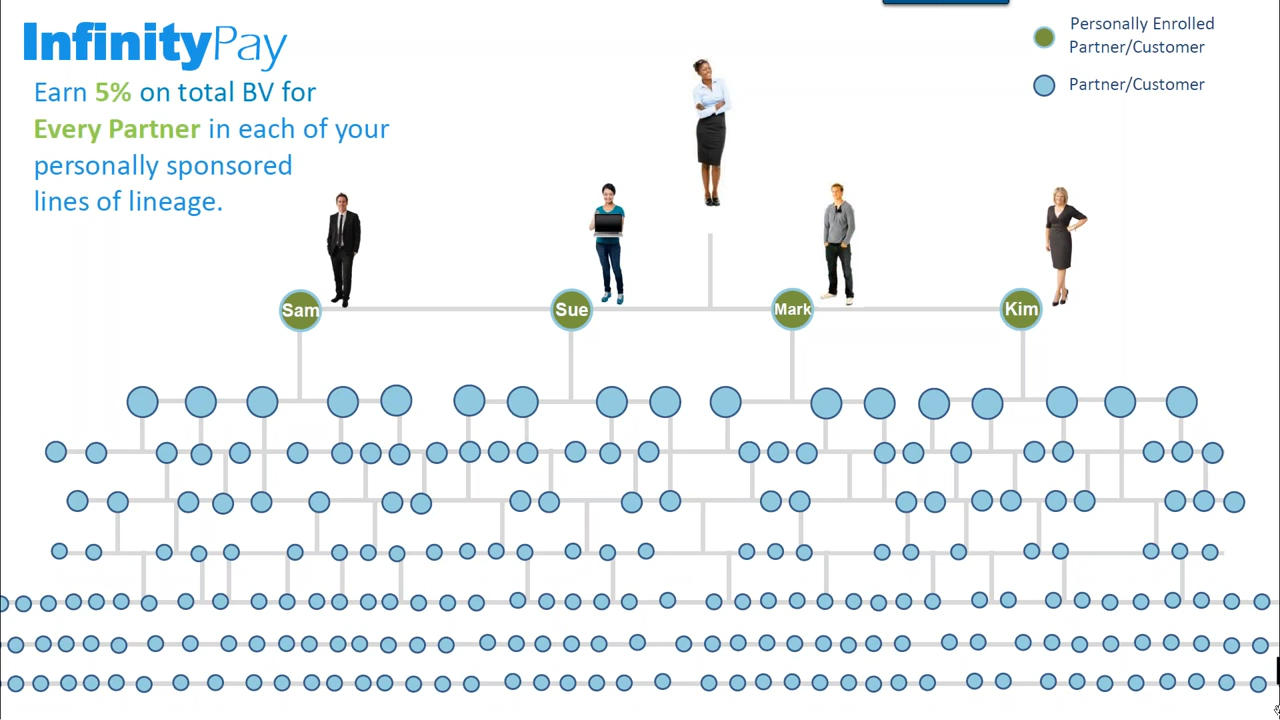 InfinityPay
Earn 5% on total BV for
Every Partner in each of your
personally sponsored
lines of lineage.
Personally Enrolled
Partner/Customer
Partner/Customer
Sam
Sue
Mark
Kim